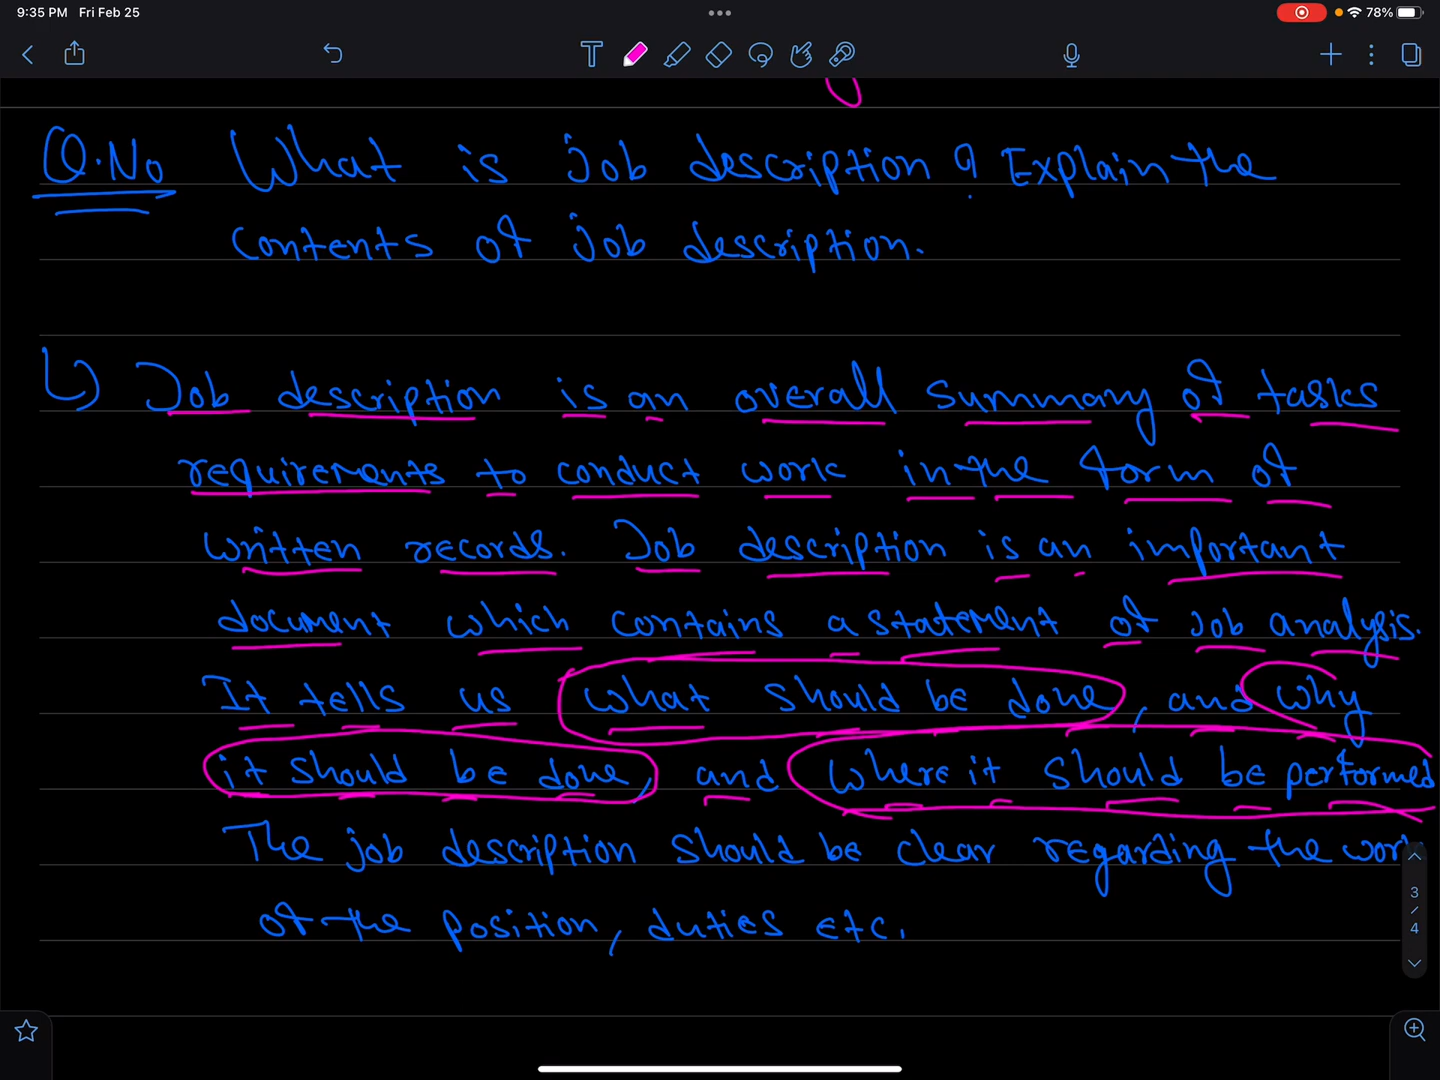 9:35 PM Fri Feb 25
78%
Q.No What is Job description? Explain the
contents of Job description.
Job description is an overall summary of tasks
requirements to conduct work in the form of
written records. Job description is an important
document which contains a statement of Job analysis.
It tells us what should be done, and why
it should be done, and where it should be performed
The job description should be clear regarding the wor
of the position, duties etc.
3
/
4